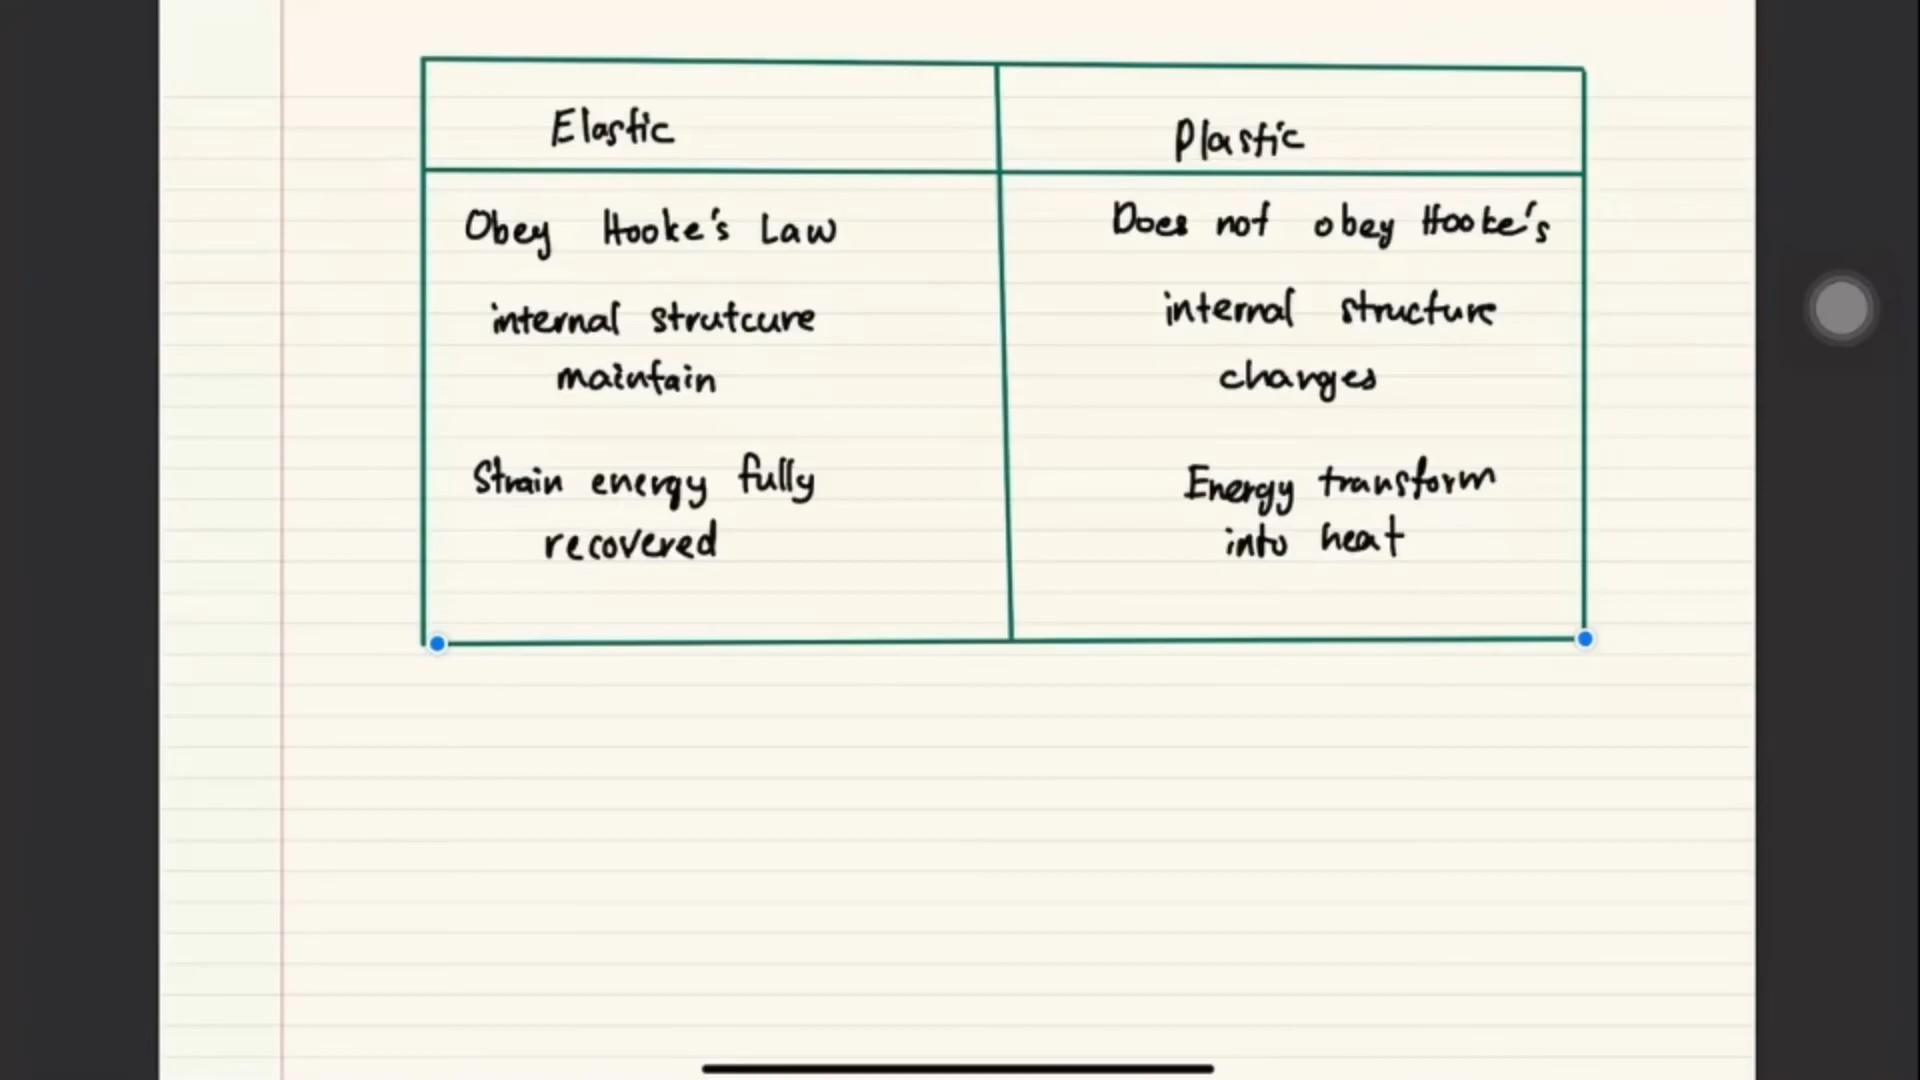 Elastic
Plastic
Obey Hooke's Law
Does not obey Hooke's
internal strutcure
maintain
internal structure
changes
Strain energy fully
recovered
Energy transform
into heat